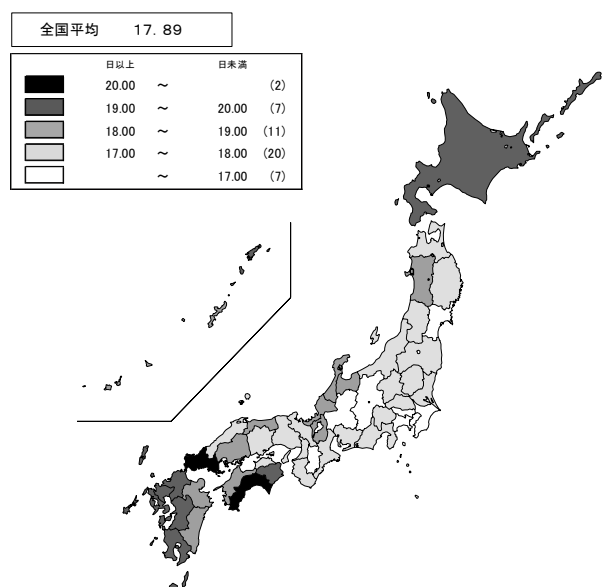 全国平均 17.89
日以上 日未満
20.00 ～ (2)
19.00 ～ 20.00 (7)
18.00 ～ 19.00 (11)
17.00 ～ 18.00 (20)
～ 17.00 (7)